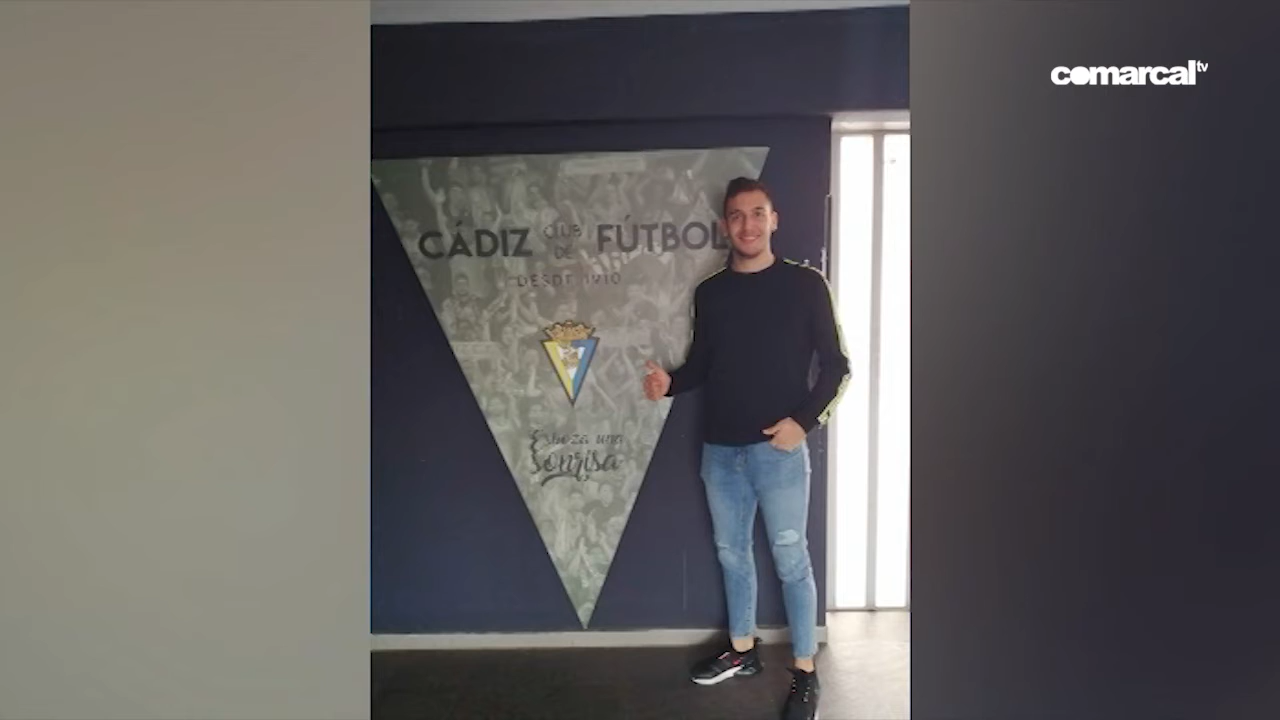 comarcal tv
CÁDIZ CLUB DE FÚTBOL
DESDE 1910
Esboza una
Sonrisa